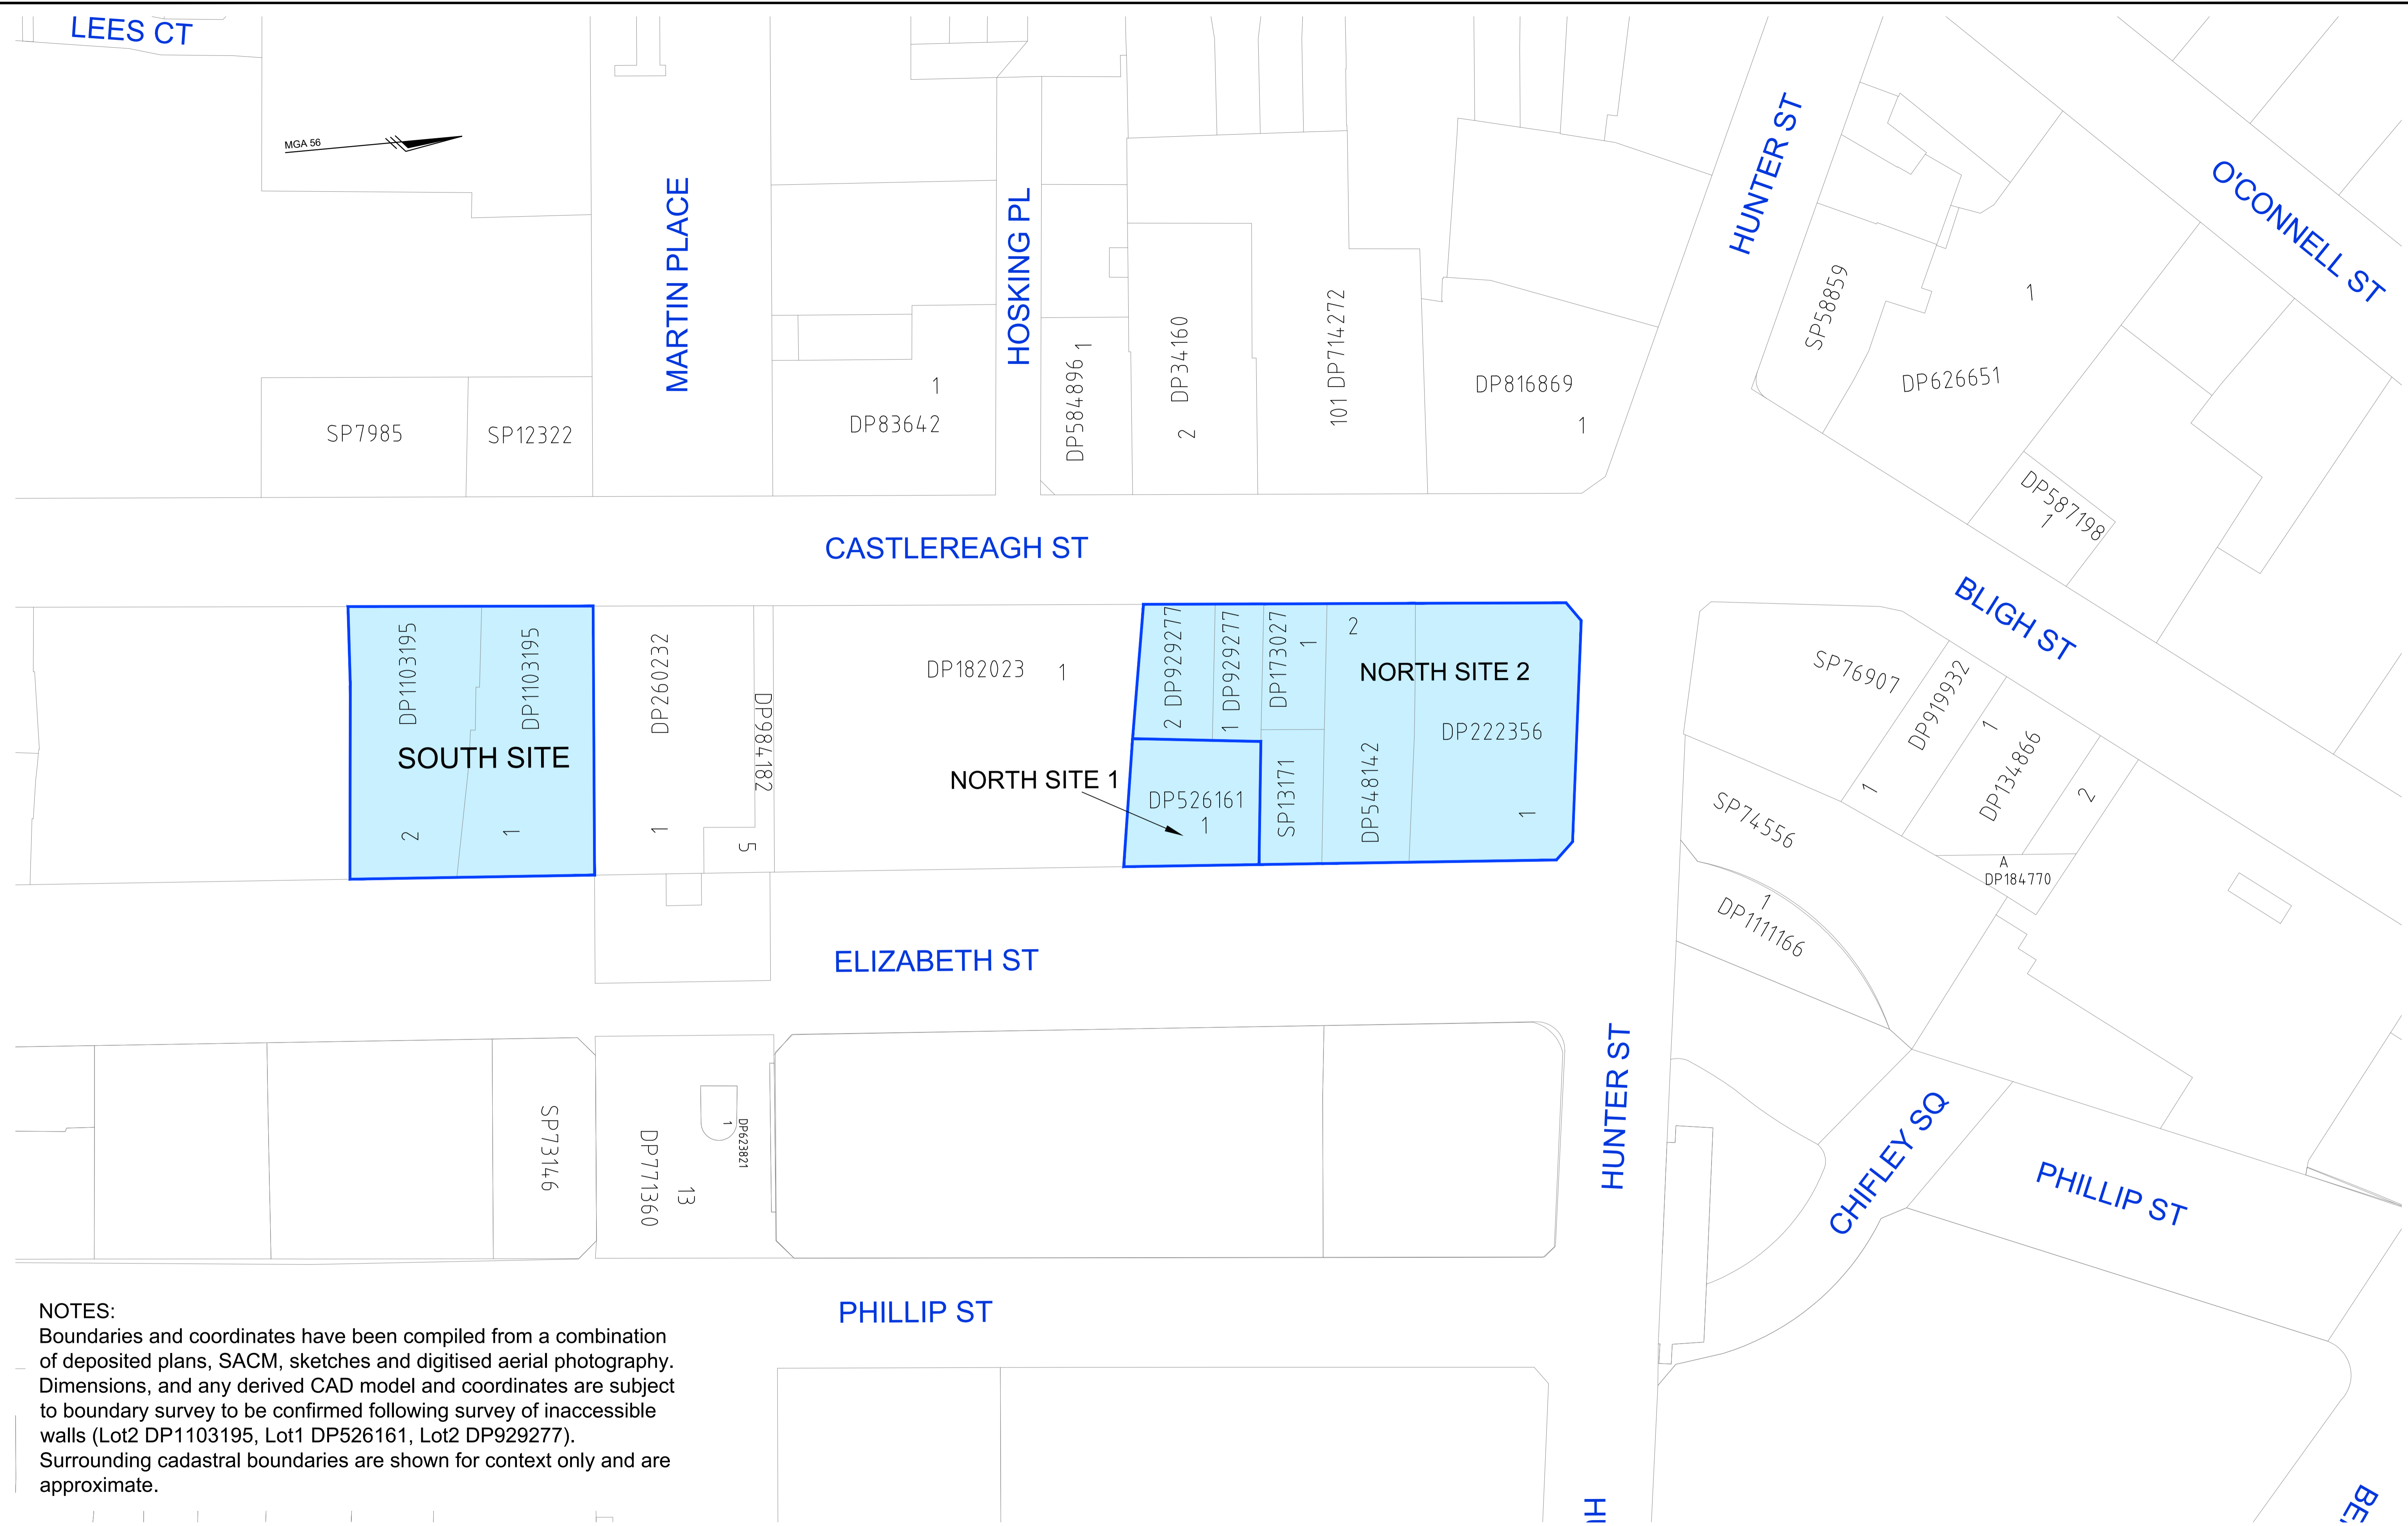 LEES CT
MGA 56
MARTIN PLACE
HOSKING PL
HUNTER ST
O'CONNELL ST
SP58859
1
DP626651
SP7985
SP12322
1
DP83642
DP584896 1
2 DP34160
101 DP714272
DP816869
1
DP587198
1
CASTLEREAGH ST
BLIGH ST
DP1103195
DP1103195
SOUTH SITE
2
1
DP260232
1
DP984182
5
DP182023 1
NORTH SITE 1
2 DP929277
1 DP929277
DP173027
1
2
NORTH SITE 2
DP222356
1
DP526161
1
SP13171
DP548142
SP76907
DP919932
1
1
DP134866
2
SP74556
A
DP184770
1
DP1111166
ELIZABETH ST
SP73146
DP771360
13
1
DP623821
HUNTER ST
CHIFLEY SQ
PHILLIP ST
PHILLIP ST
NOTES:
Boundaries and coordinates have been compiled from a combination
of deposited plans, SACM, sketches and digitised aerial photography.
Dimensions, and any derived CAD model and coordinates are subject
to boundary survey to be confirmed following survey of inaccessible
walls (Lot2 DP1103195, Lot1 DP526161, Lot2 DP929277).
Surrounding cadastral boundaries are shown for context only and are
approximate.